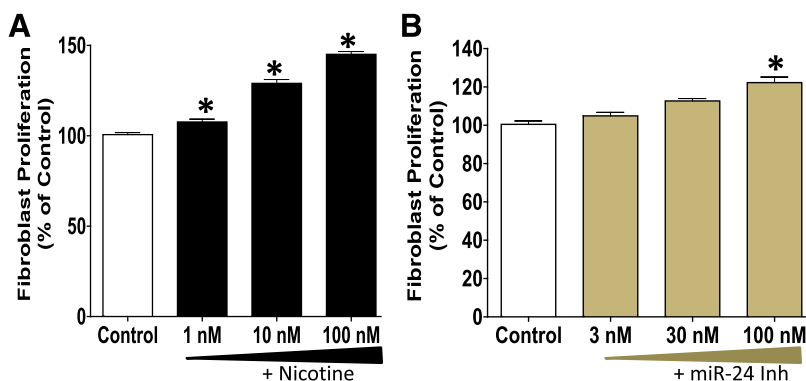 A
Fibroblast Proliferation
(% of Control)
150
100
50
0
*
*
*
Control 1 nM 10 nM 100 nM
+ Nicotine
B
Fibroblast Proliferation
(% of Control)
140
120
100
80
60
40
20
0
*
Control 3 nM 30 nM 100 nM
+ miR-24 Inh